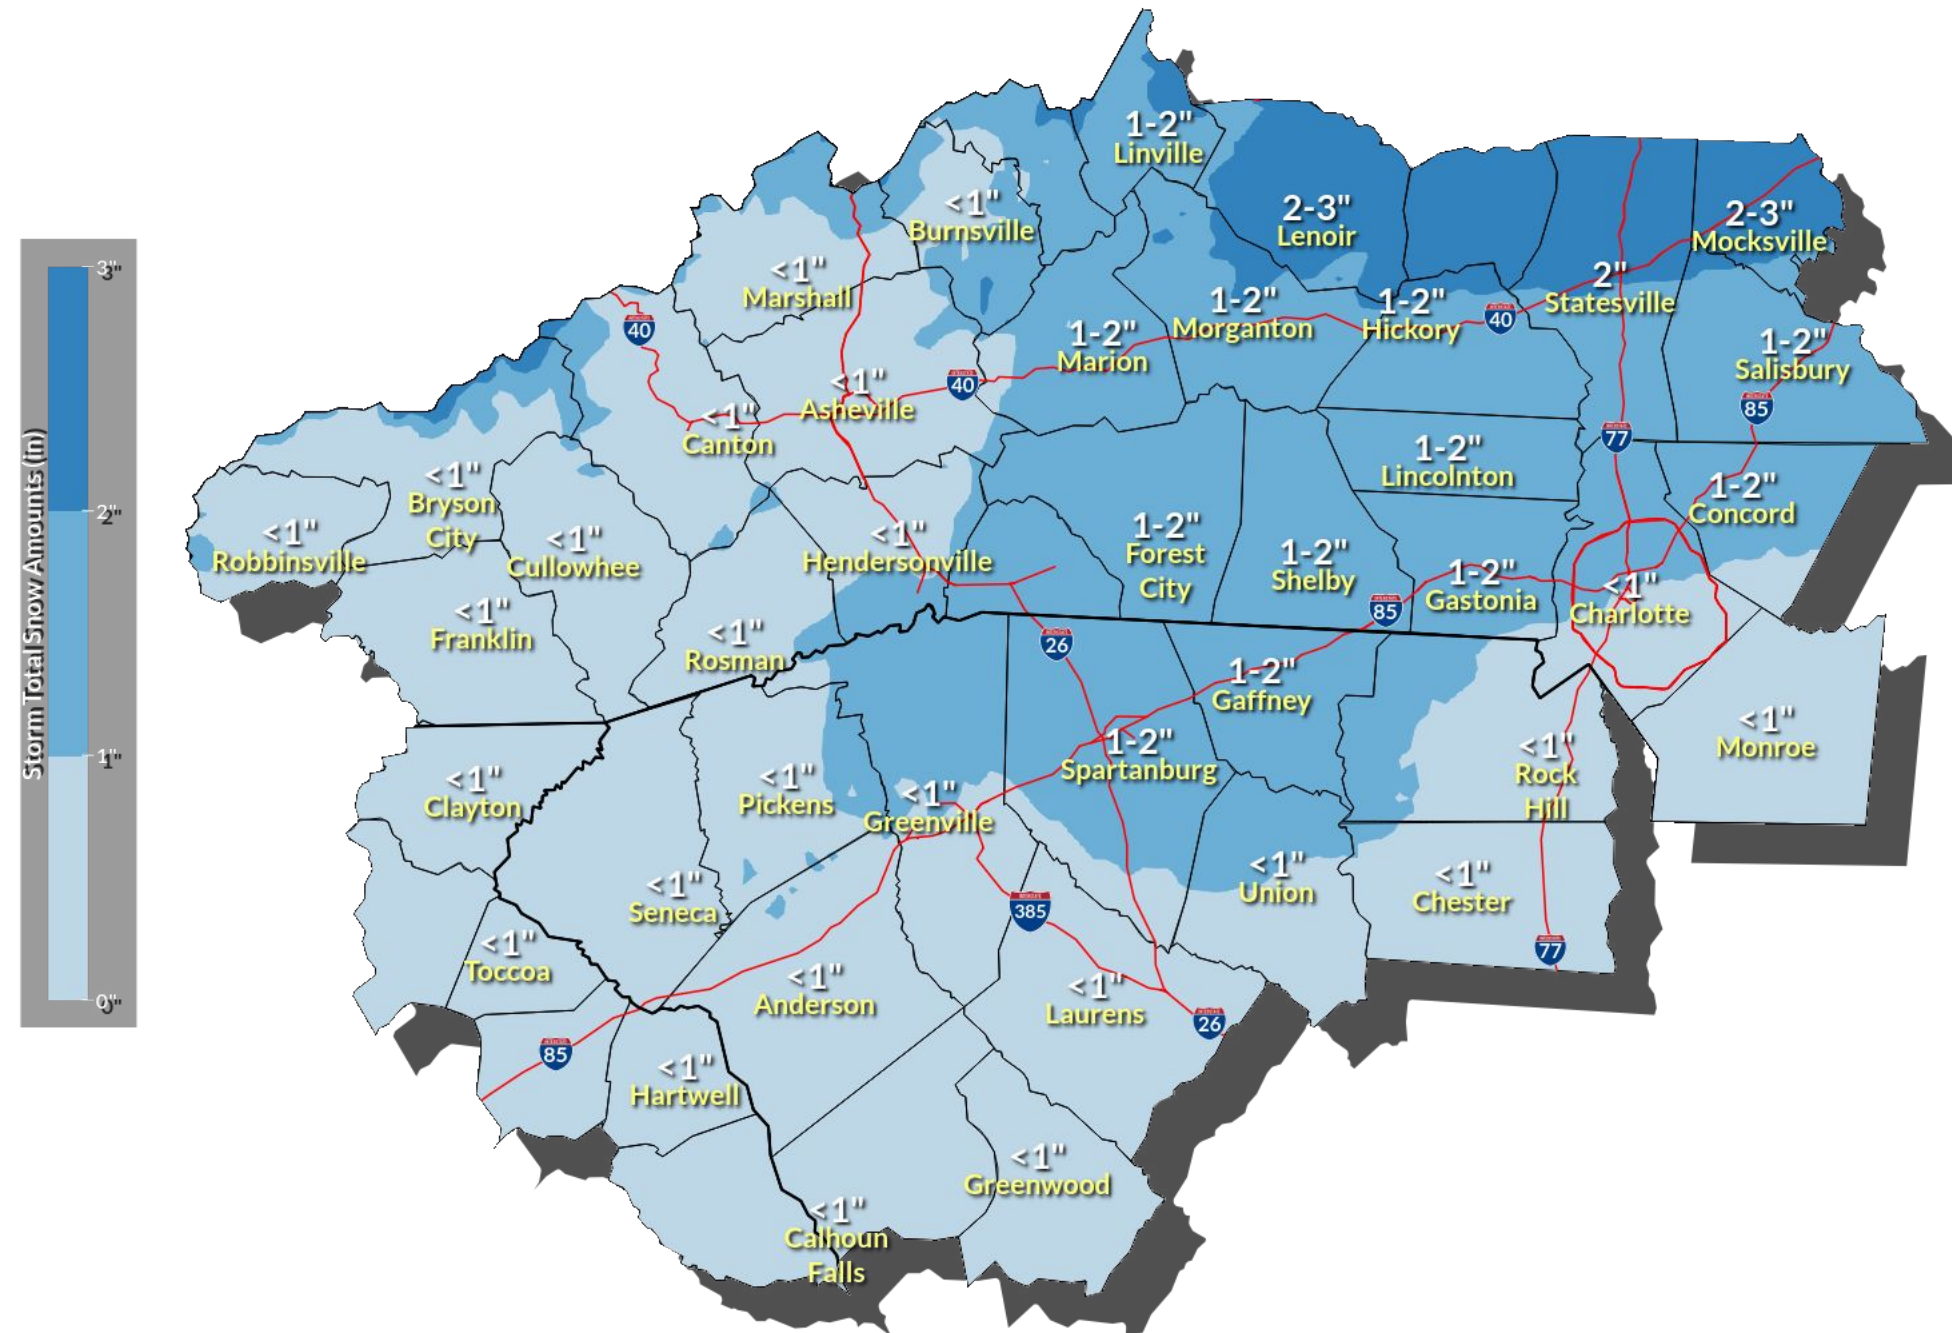 Storm Total Snow Amounts (in)
3"
2"
1"
0"
1-2"
Linville
<1"
Burnsville
2-3"
Lenoir
2-3"
Mocksville
<1"
Marshall
2"
Statesville
1-2"
Morganton
1-2"
Hickory
40
40
1-2"
Marion
1-2"
Salisbury
<1"
Asheville
40
85
<1"
Canton
77
1-2"
Lincolnton
<1"
Bryson
City
1-2"
Concord
<1"
Robbinsville
<1"
Cullowhee
<1"
Hendersonville
1-2"
Forest
City
1-2"
Shelby
1-2"
Gastonia
<1"
Charlotte
85
<1"
Franklin
<1"
Rosman
26
1-2"
Gaffney
<1"
Monroe
<1"
Rock
Hill
1-2"
Spartanburg
<1"
Clayton
<1"
Pickens
<1"
Greenville
<1"
Union
<1"
Chester
<1"
Seneca
385
77
<1"
Toccoa
<1"
Anderson
<1"
Laurens
26
85
<1"
Hartwell
<1"
Greenwood
<1"
Calhoun
Falls